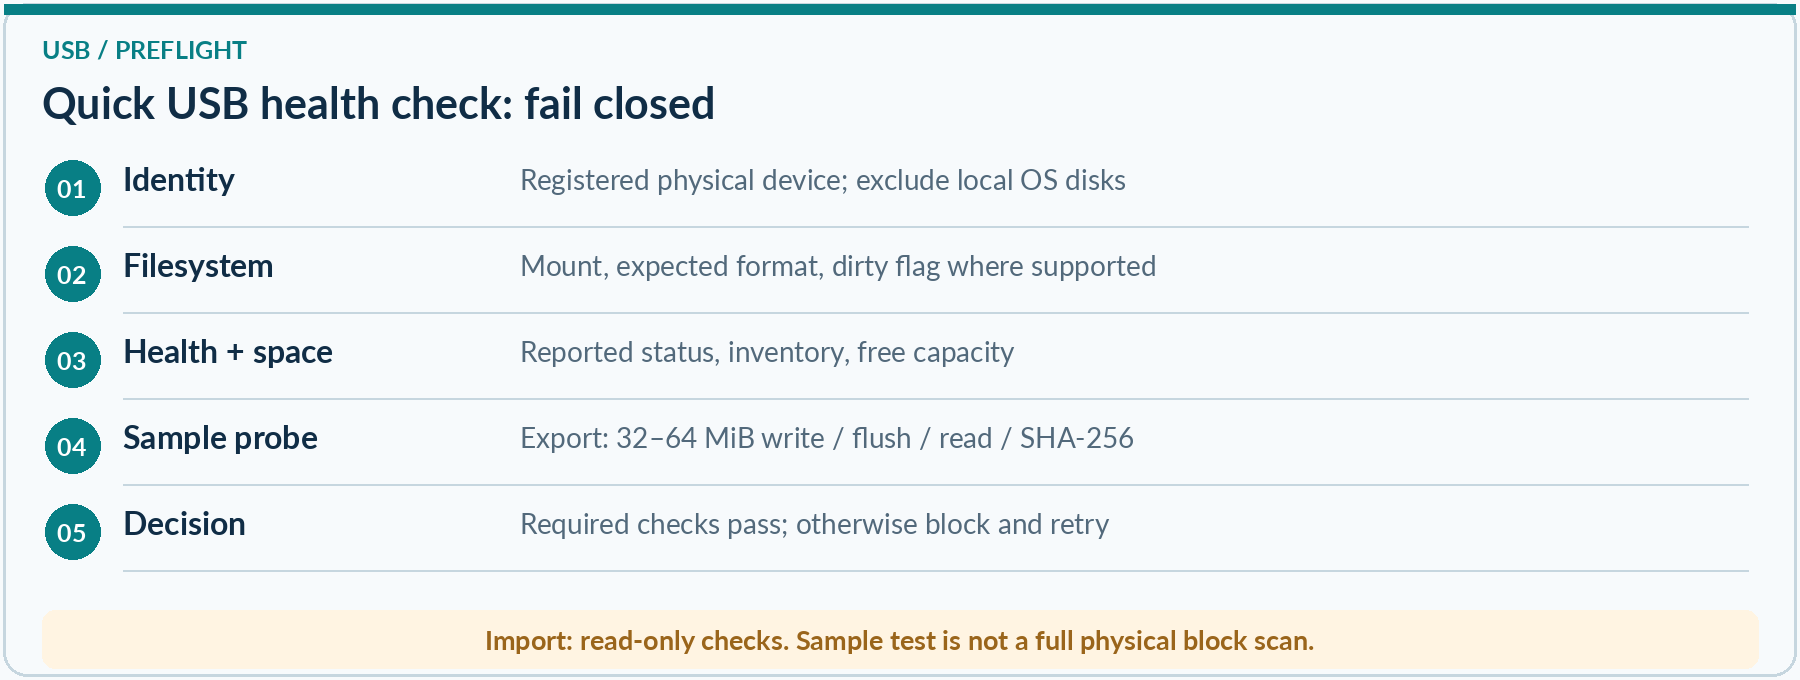 USB / PREFLIGHT
Quick USB health check: fail closed
01 Identity Registered physical device; exclude local OS disks
02 Filesystem Mount, expected format, dirty flag where supported
03 Health + space Reported status, inventory, free capacity
04 Sample probe Export: 32–64 MiB write / flush / read / SHA-256
05 Decision Required checks pass; otherwise block and retry
Import: read-only checks. Sample test is not a full physical block scan.